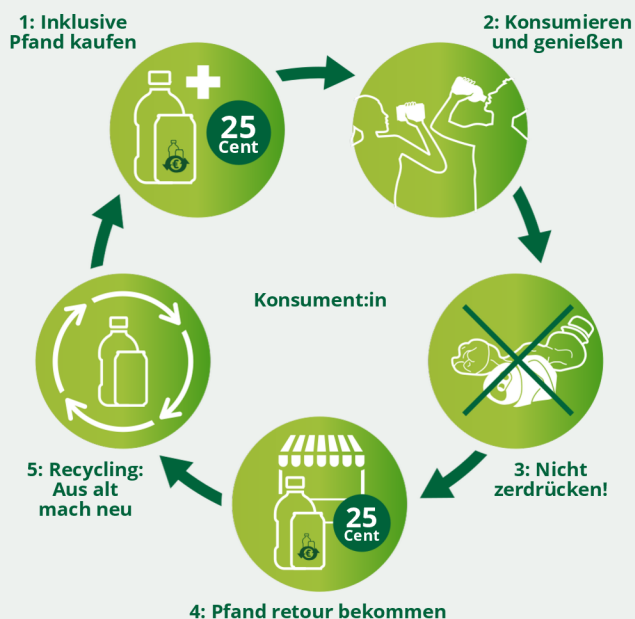 1: Inklusive
Pfand kaufen
25
Cent
2: Konsumieren
und genießen
Konsument:in
3: Nicht
zerdrücken!
25
Cent
4: Pfand retour bekommen
5: Recycling:
Aus alt
mach neu